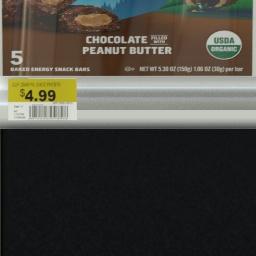 CHOCOLATE FILLED WITH
PEANUT BUTTER
USDA
ORGANIC
5
BAKED ENERGY SNACK BARS
NET WT 5.30 OZ (150g) 1.06 OZ (30g) per bar
$4.99